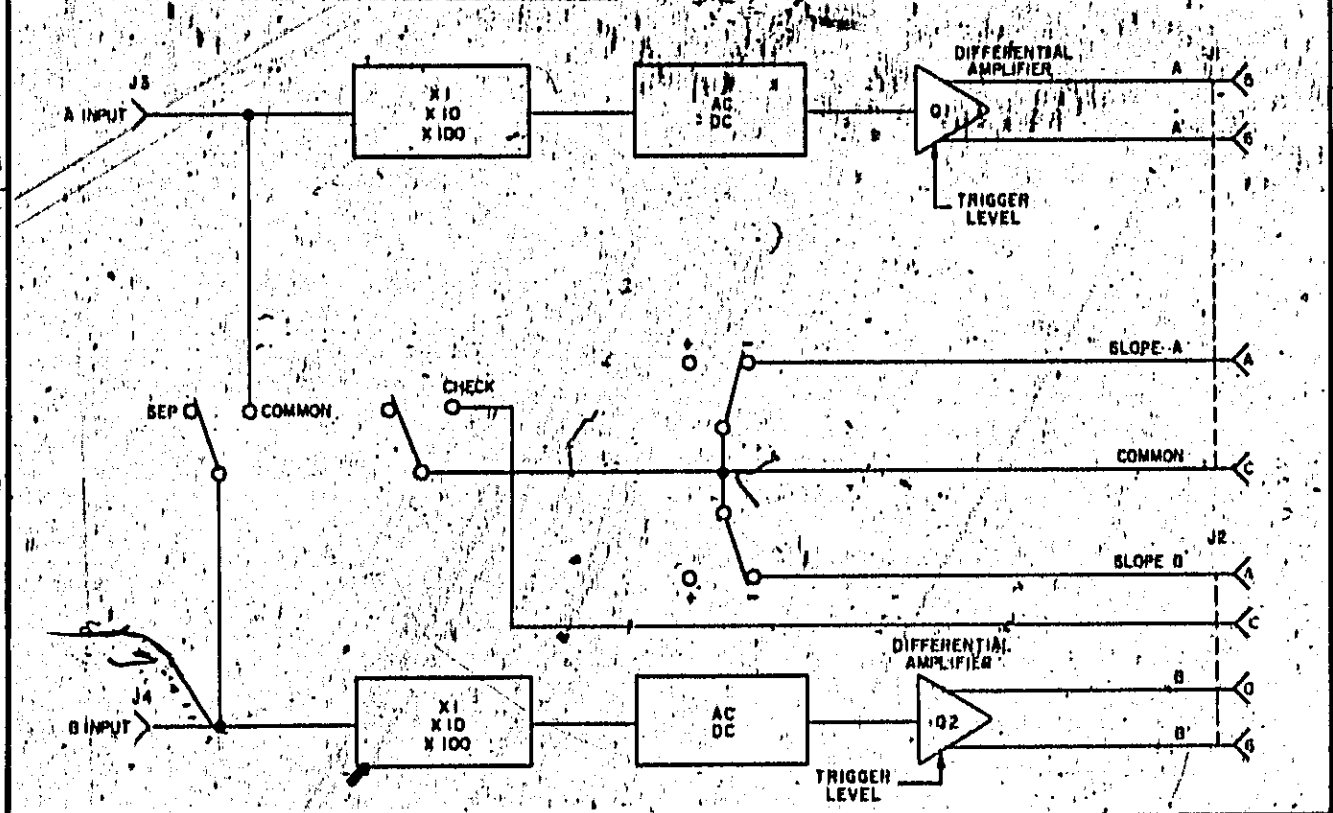 DIFFERENTIAL
AMPLIFIER
J1
J3
A INPUT
X1
X10
X100
AC
DC
Q1
A
A'
TRIGGER
LEVEL
+
-
SLOPE A
A
CHECK
SEP
COMMON
COMMON
C
J2
SLOPE B
A
+
-
C
DIFFERENTIAL
AMPLIFIER
J4
B INPUT
X1
X10
X100
AC
DC
Q2
B
B'
TRIGGER
LEVEL